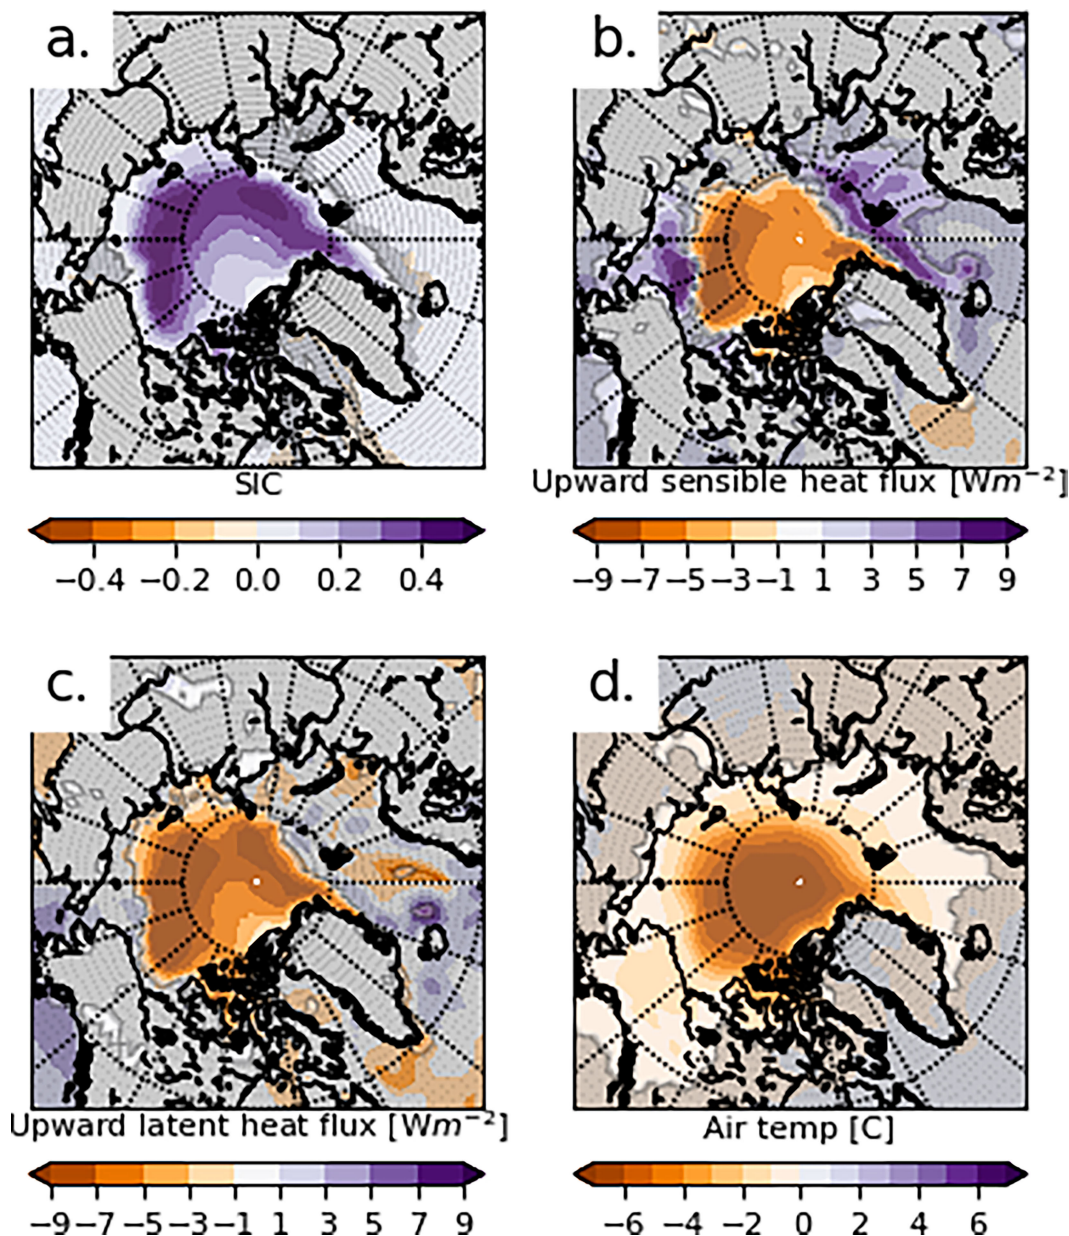 a.
b.
SIC
Upward sensible heat flux [Wm−2]
−0.4 −0.2 0.0 0.2 0.4
−9 −7 −5 −3 −1 1 3 5 7 9
c.
d.
Upward latent heat flux [Wm−2]
Air temp [C]
−9 −7 −5 −3 −1 1 3 5 7 9
−6 −4 −2 0 2 4 6